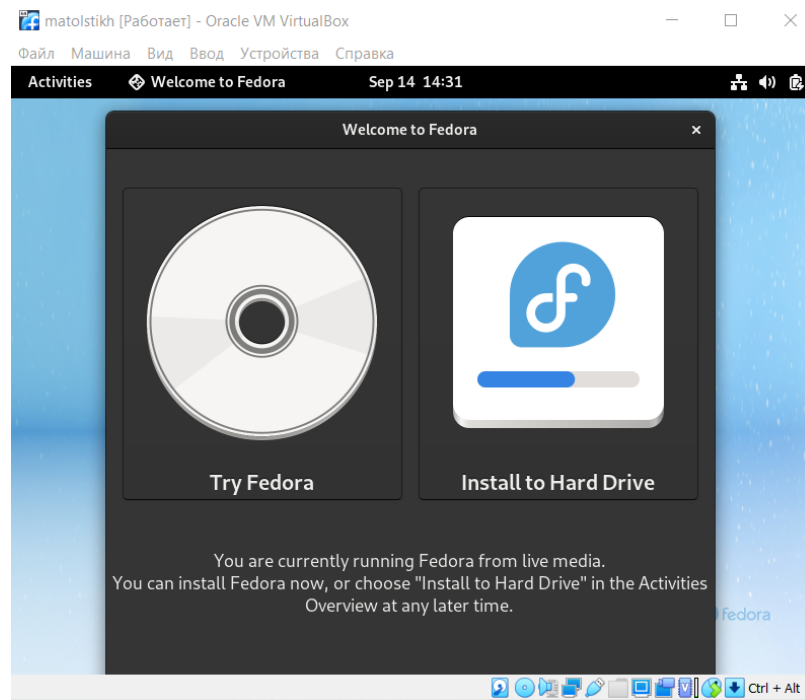 matolstikh [Работает] - Oracle VM VirtualBox
Файл Машина Вид Ввод Устройства Справка
Activities Welcome to Fedora Sep 14 14:31
Welcome to Fedora
Try Fedora
Install to Hard Drive
You are currently running Fedora from live media.
You can install Fedora now, or choose "Install to Hard Drive" in the Activities
Overview at any later time.
fedora
Ctrl + Alt